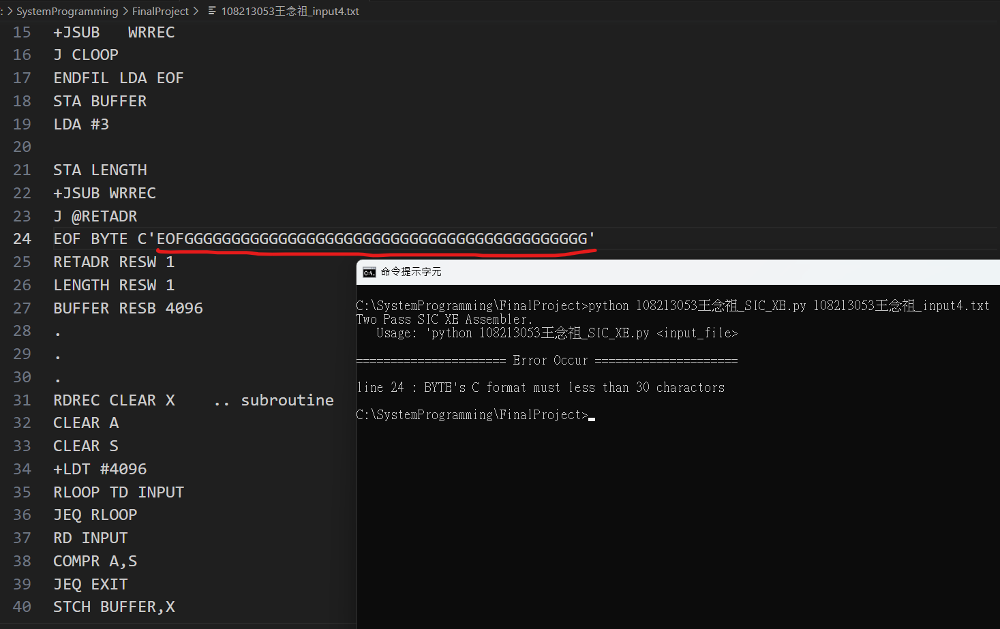 : > SystemProgramming > FinalProject > 108213053王念祖_input4.txt
15 +JSUB   WRREC
16 J CLOOP
17 ENDFIL LDA EOF
18 STA BUFFER
19 LDA #3
20
21 STA LENGTH
22 +JSUB WRREC
23 J @RETADR
24 EOF BYTE C'EOFGGGGGGGGGGGGGGGGGGGGGGGGGGGGGGGGGGGGGGGGGGG'
25 RETADR RESW 1
26 LENGTH RESW 1
27 BUFFER RESB 4096
28 .
29 .
30 .
31 RDREC CLEAR X    .. subroutine
32 CLEAR A
33 CLEAR S
34 +LDT #4096
35 RLOOP TD INPUT
36 JEQ RLOOP
37 RD INPUT
38 COMPR A,S
39 JEQ EXIT
40 STCH BUFFER,X
命令提示字元
C:\SystemProgramming\FinalProject>python 108213053王念祖_SIC_XE.py 108213053王念祖_input4.txt
Two Pass SIC XE Assembler.
   Usage: 'python 108213053王念祖_SIC_XE.py <input_file>
====================== Error Occur =====================
line 24 : BYTE's C format must less than 30 charactors
C:\SystemProgramming\FinalProject>